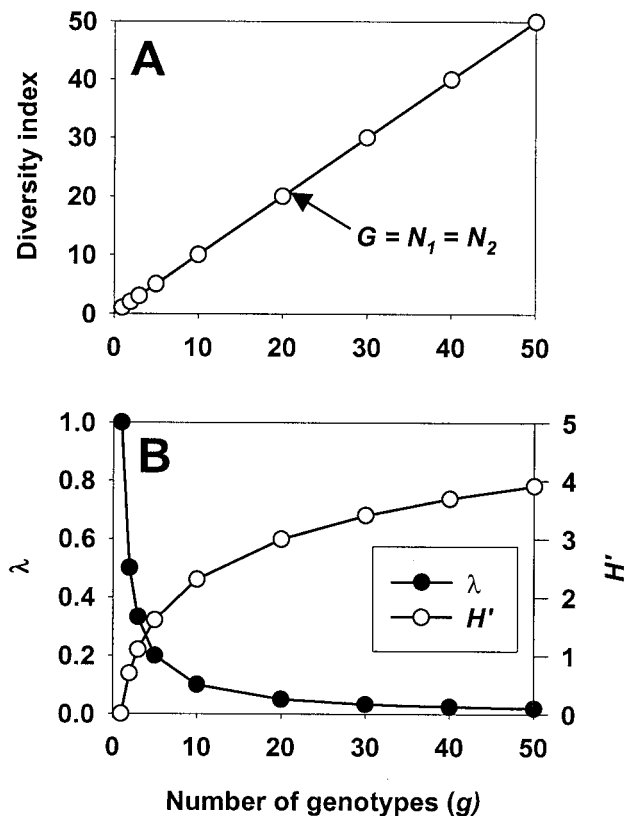 A
Diversity index
50
40
30
20
10
0
G = N₁ = N₂
0 10 20 30 40 50
B
λ
1.0
0.8
0.6
0.4
0.2
0.0
H'
5
4
3
2
1
0
λ
H'
0 10 20 30 40 50
Number of genotypes (g)